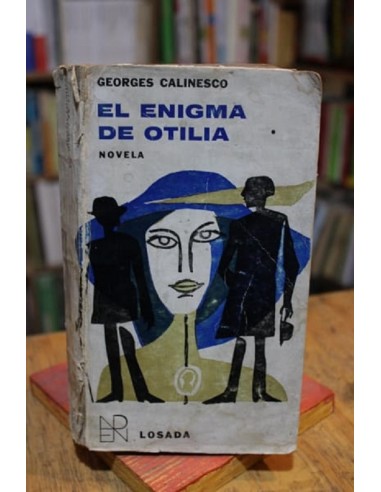 GEORGES CALINESCO
EL ENIGMA
DE OTILIA
NOVELA
LOSADA